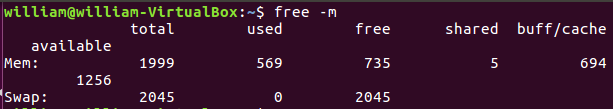 william@william-VirtualBox:~$ free -m
total used free shared buff/cache
available
Mem: 1999 569 735 5 694
1256
Swap: 2045 0 2045